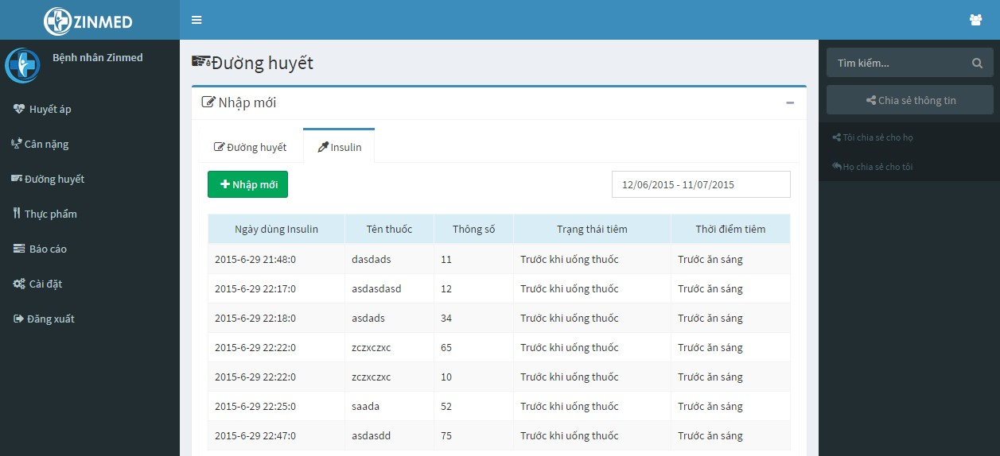 ZINMED
Bệnh nhân Zinmed
Huyết áp
Cân nặng
Đường huyết
Thực phẩm
Báo cáo
Cài đặt
Đăng xuất
Đường huyết
Nhập mới
Đường huyết Insulin
Nhập mới 12/06/2015 - 11/07/2015
Ngày dùng Insulin Tên thuốc Thông số Trạng thái tiêm Thời điểm tiêm
2015-6-29 21:48:0 dasdads 11 Trước khi uống thuốc Trước ăn sáng
2015-6-29 22:17:0 asdasdasd 12 Trước khi uống thuốc Trước ăn sáng
2015-6-29 22:18:0 asdads 34 Trước khi uống thuốc Trước ăn sáng
2015-6-29 22:22:0 zczxczxc 65 Trước khi uống thuốc Trước ăn sáng
2015-6-29 22:22:0 zczxczxc 10 Trước khi uống thuốc Trước ăn sáng
2015-6-29 22:25:0 saada 52 Trước khi uống thuốc Trước ăn sáng
2015-6-29 22:47:0 asdasdd 75 Trước khi uống thuốc Trước ăn sáng
Tìm kiếm...
Chia sẻ thông tin
Tôi chia sẻ cho họ
Họ chia sẻ cho tôi